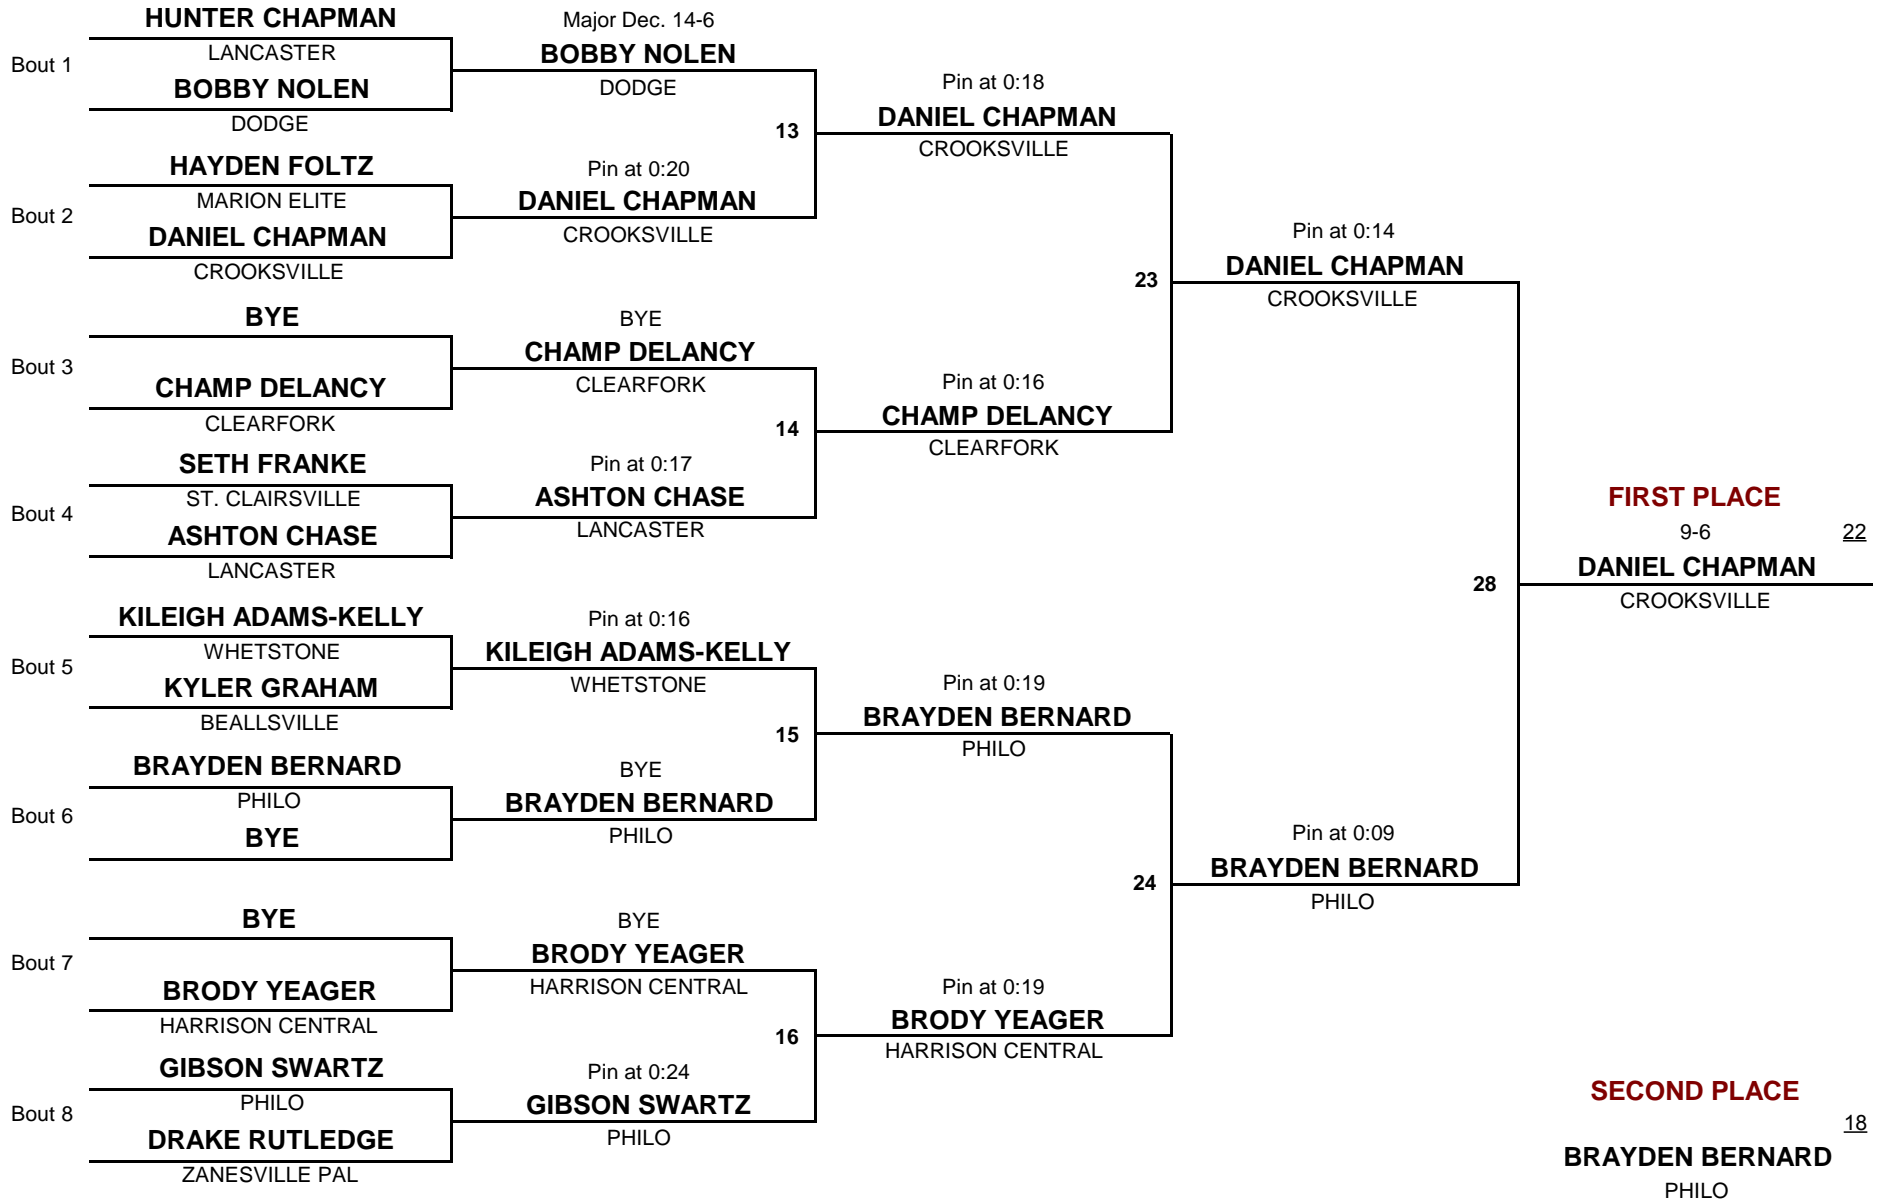 HUNTER CHAPMAN
Bout 1
LANCASTER
BOBBY NOLEN
DODGE
HAYDEN FOLTZ
Bout 2
MARION ELITE
DANIEL CHAPMAN
CROOKSVILLE
BYE
Bout 3
CHAMP DELANCY
CLEARFORK
SETH FRANKE
Bout 4
ST. CLAIRSVILLE
ASHTON CHASE
LANCASTER
KILEIGH ADAMS-KELLY
Bout 5
WHETSTONE
KYLER GRAHAM
BEALLSVILLE
BRAYDEN BERNARD
Bout 6
PHILO
BYE
BYE
Bout 7
BRODY YEAGER
HARRISON CENTRAL
GIBSON SWARTZ
Bout 8
PHILO
DRAKE RUTLEDGE
ZANESVILLE PAL
Major Dec. 14-6
BOBBY NOLEN
DODGE
13
Pin at 0:20
DANIEL CHAPMAN
CROOKSVILLE
BYE
CHAMP DELANCY
CLEARFORK
14
Pin at 0:17
ASHTON CHASE
LANCASTER
Pin at 0:16
KILEIGH ADAMS-KELLY
WHETSTONE
15
BYE
BRAYDEN BERNARD
PHILO
BYE
BRODY YEAGER
HARRISON CENTRAL
16
Pin at 0:24
GIBSON SWARTZ
PHILO
Pin at 0:18
DANIEL CHAPMAN
CROOKSVILLE
23
Pin at 0:16
CHAMP DELANCY
CLEARFORK
Pin at 0:19
BRAYDEN BERNARD
PHILO
24
Pin at 0:19
BRODY YEAGER
HARRISON CENTRAL
Pin at 0:14
DANIEL CHAPMAN
CROOKSVILLE
28
Pin at 0:09
BRAYDEN BERNARD
PHILO
FIRST PLACE
9-6 22
DANIEL CHAPMAN
CROOKSVILLE
SECOND PLACE
18
BRAYDEN BERNARD
PHILO